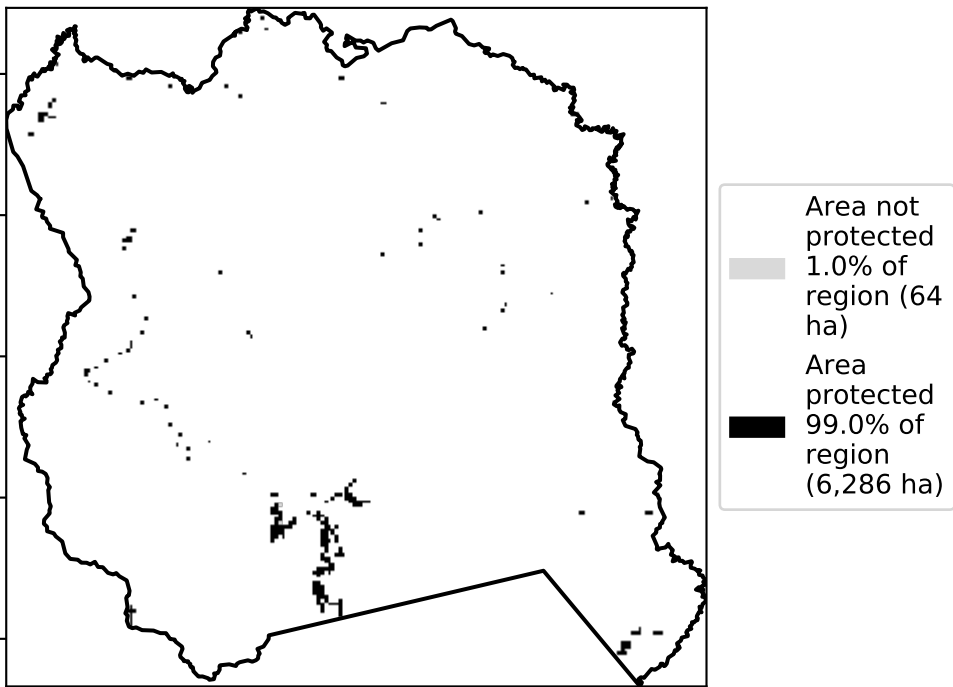 Area not
protected
1.0% of
region (64
ha)
Area
protected
99.0% of
region
(6,286 ha)